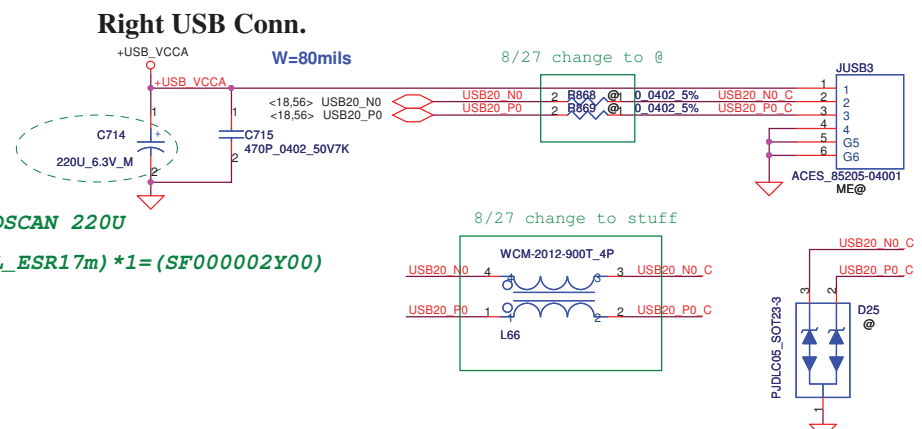 Right USB Conn.
+USB_VCCA
W=80mils
8/27 change to @
JUSB3
+USB_VCCA
1
1
<18,56> USB20_N0
USB20_N0
2
R868
@
1
0_0402_5%
USB20_N0_C
2
2
<18,56> USB20_P0
USB20_P0
2
R869
@
1
0_0402_5%
USB20_P0_C
3
3
4
4
5
G5
6
G6
ACES_85205-04001
ME@
1
C714
+
220U_6.3V_M
2
1
C715
470P_0402_50V7K
2
OSCAN 220U
_ESR17m)*1=(SF000002Y00)
8/27 change to stuff
WCM-2012-900T_4P
USB20_N0
4
4
3
3
USB20_N0_C
USB20_P0
1
1
2
2
USB20_P0_C
L66
USB20_N0_C
USB20_P0_C
3
2
D25
@
PJDLC05_SOT23-3
1